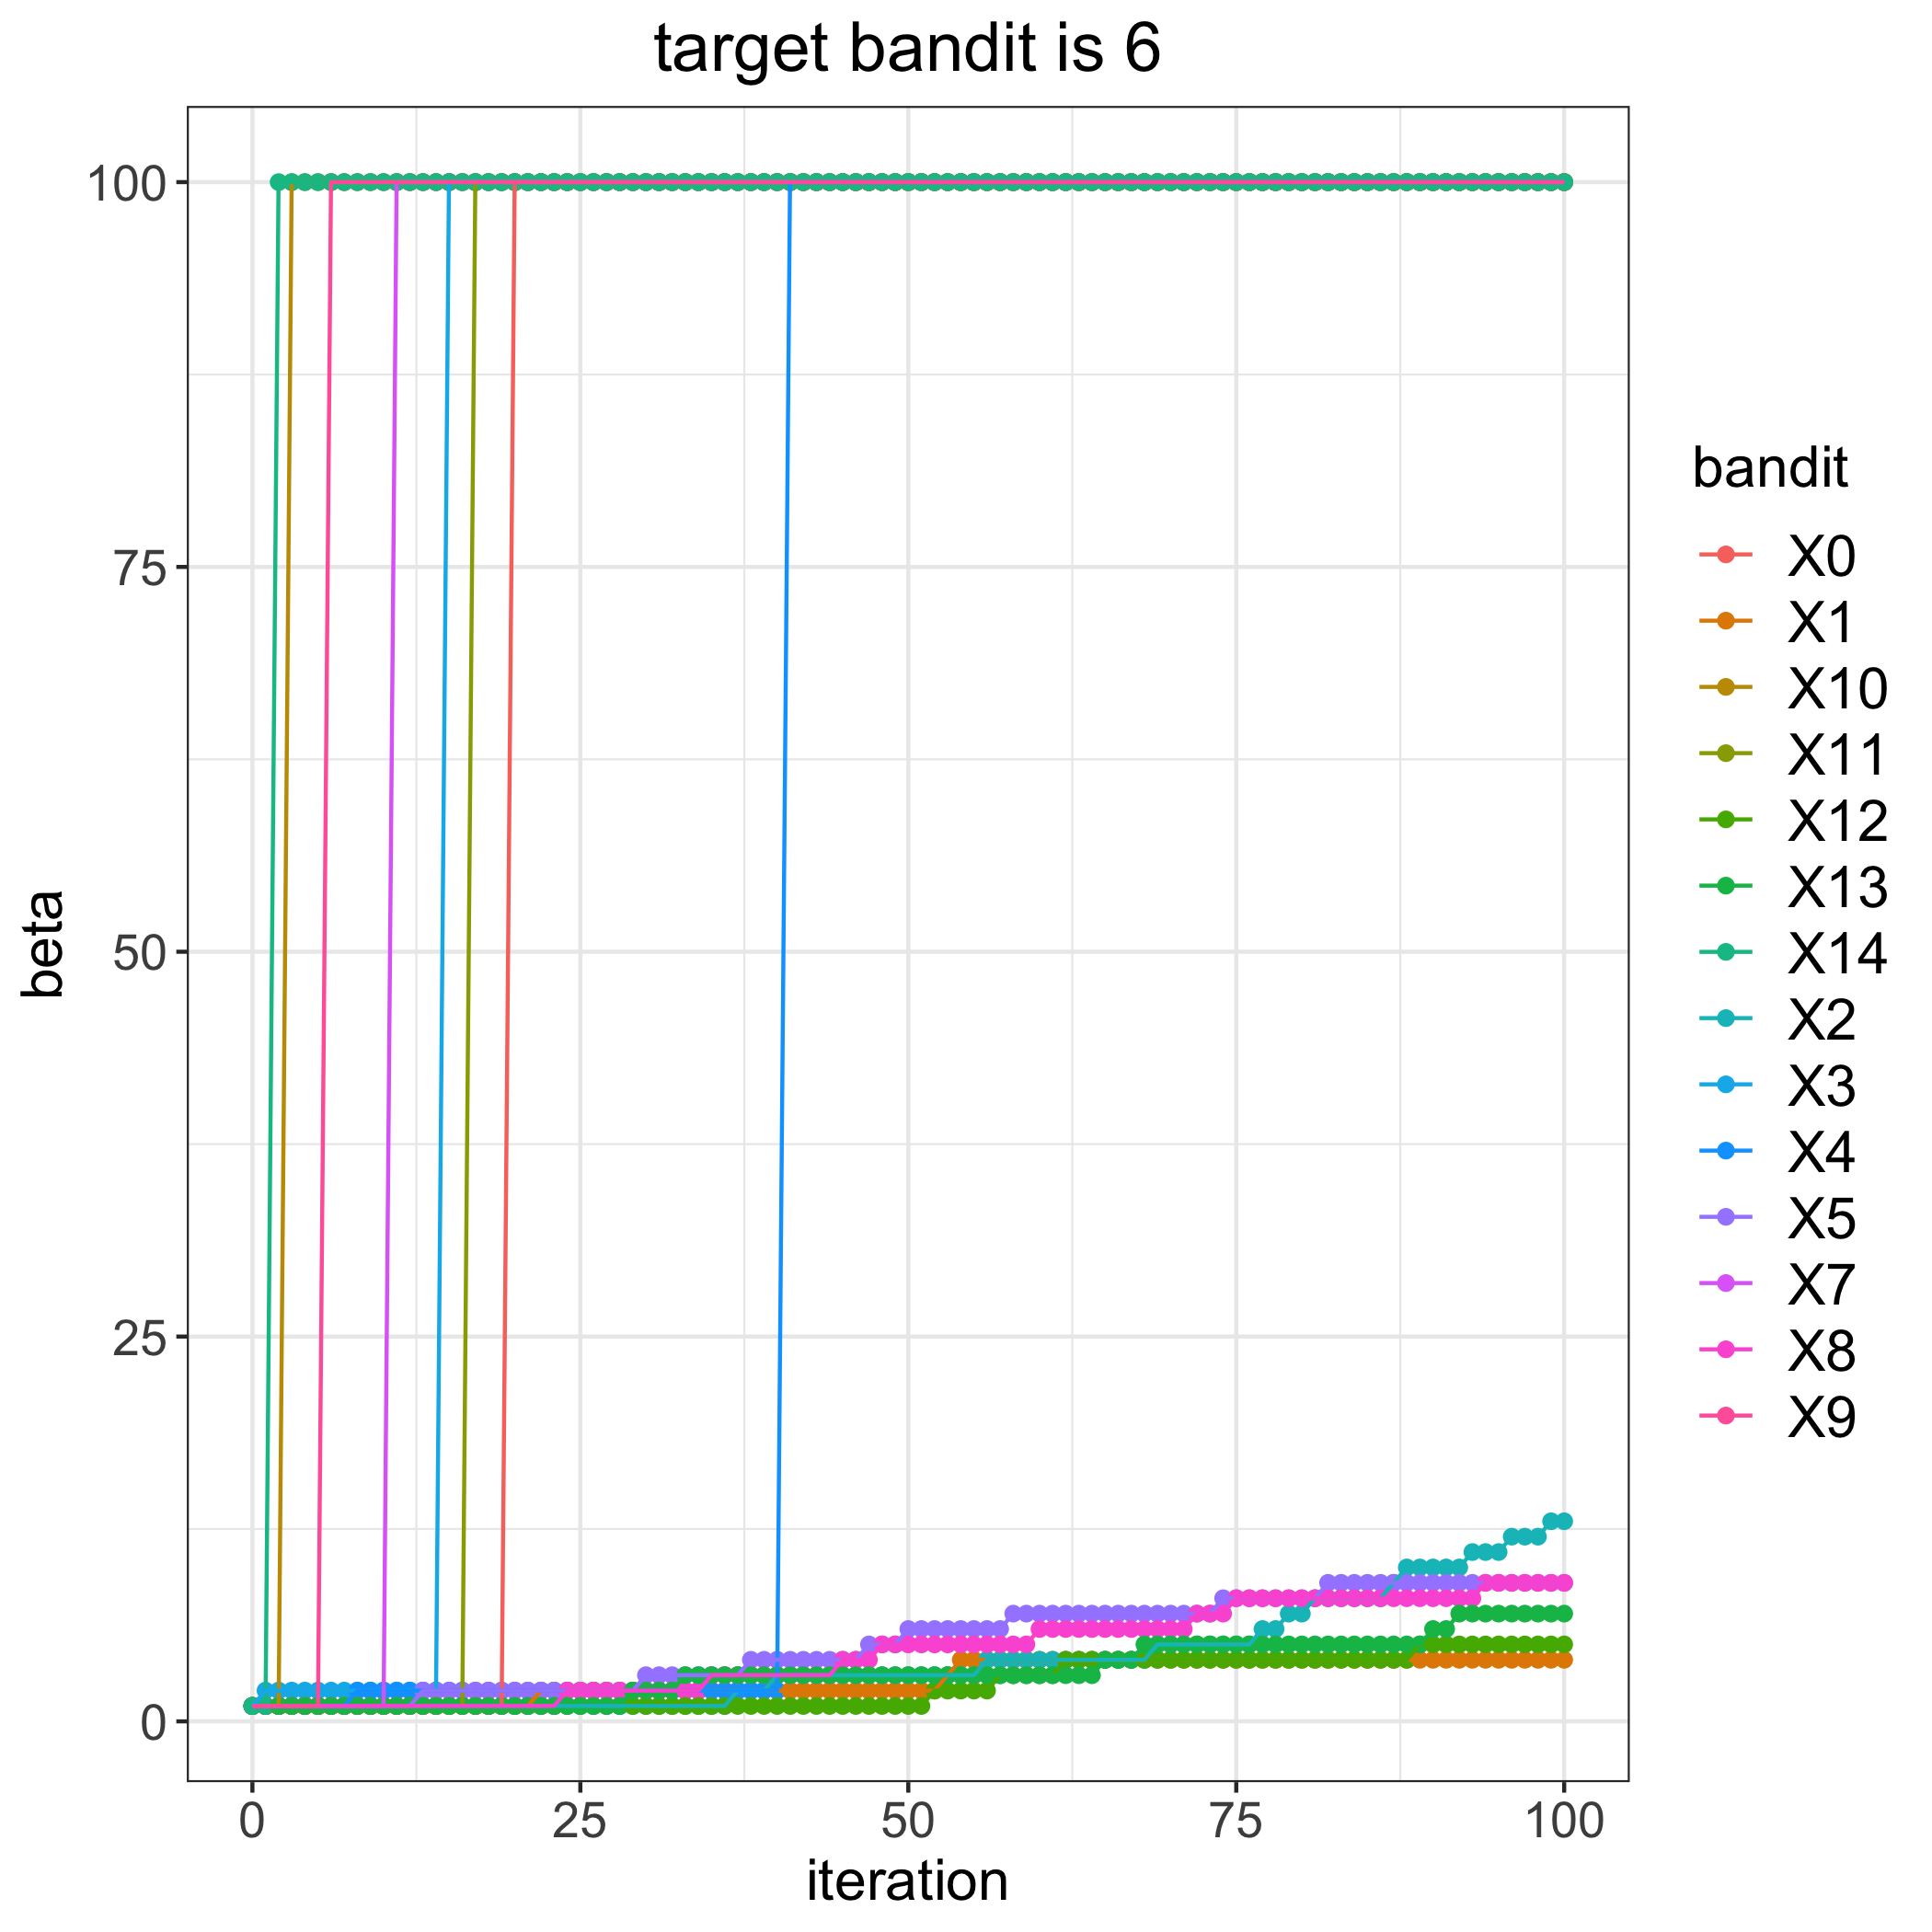 target bandit is 6
100
75
50
25
0
beta
0 25 50 75 100
iteration
bandit
X0
X1
X10
X11
X12
X13
X14
X2
X3
X4
X5
X7
X8
X9